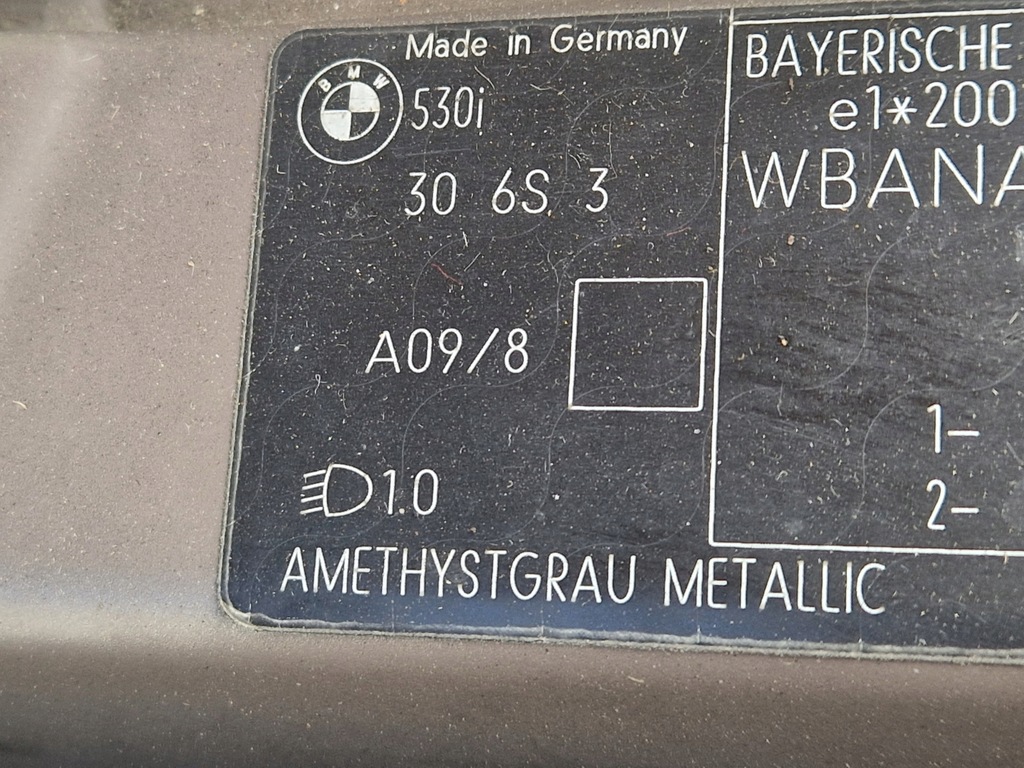 Made in Germany
BMW
530i
30 6S 3
A09/8
1.0
AMETHYSTGRAU METALLIC
BAYERISCHE
e1*200
WBANA
1-
2-